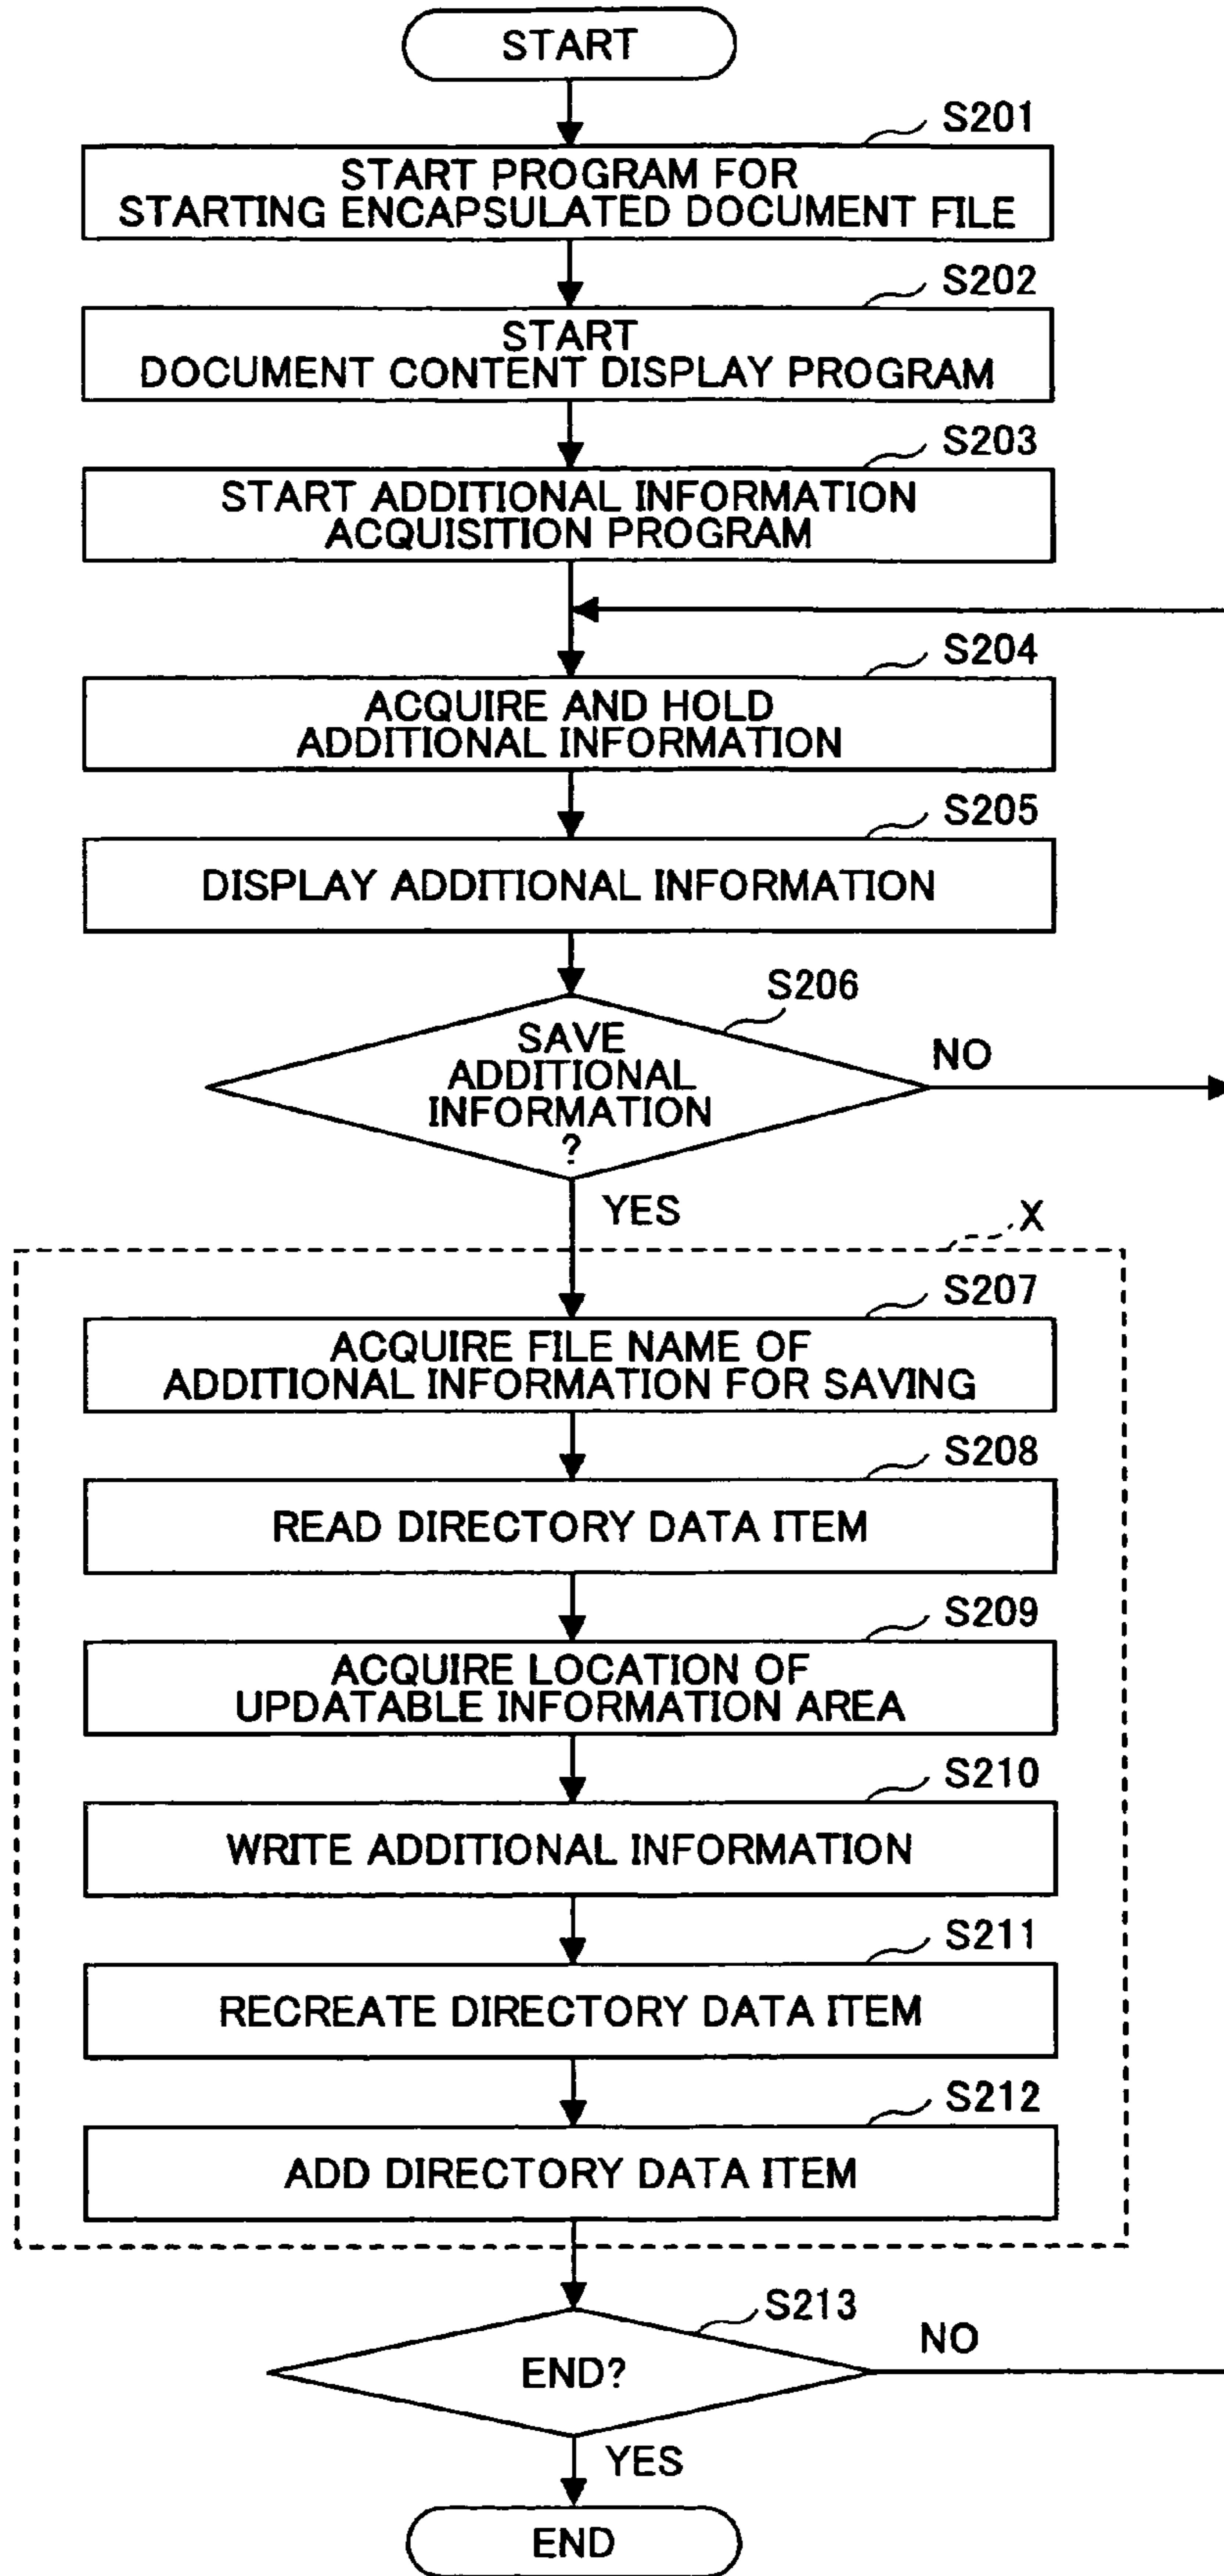 START
S201
START PROGRAM FOR
STARTING ENCAPSULATED DOCUMENT FILE
S202
START
DOCUMENT CONTENT DISPLAY PROGRAM
S203
START ADDITIONAL INFORMATION
ACQUISITION PROGRAM
S204
ACQUIRE AND HOLD
ADDITIONAL INFORMATION
S205
DISPLAY ADDITIONAL INFORMATION
S206
SAVE
ADDITIONAL
INFORMATION
?
NO
YES
X
S207
ACQUIRE FILE NAME OF
ADDITIONAL INFORMATION FOR SAVING
S208
READ DIRECTORY DATA ITEM
S209
ACQUIRE LOCATION OF
UPDATABLE INFORMATION AREA
S210
WRITE ADDITIONAL INFORMATION
S211
RECREATE DIRECTORY DATA ITEM
S212
ADD DIRECTORY DATA ITEM
S213
END?
NO
YES
END